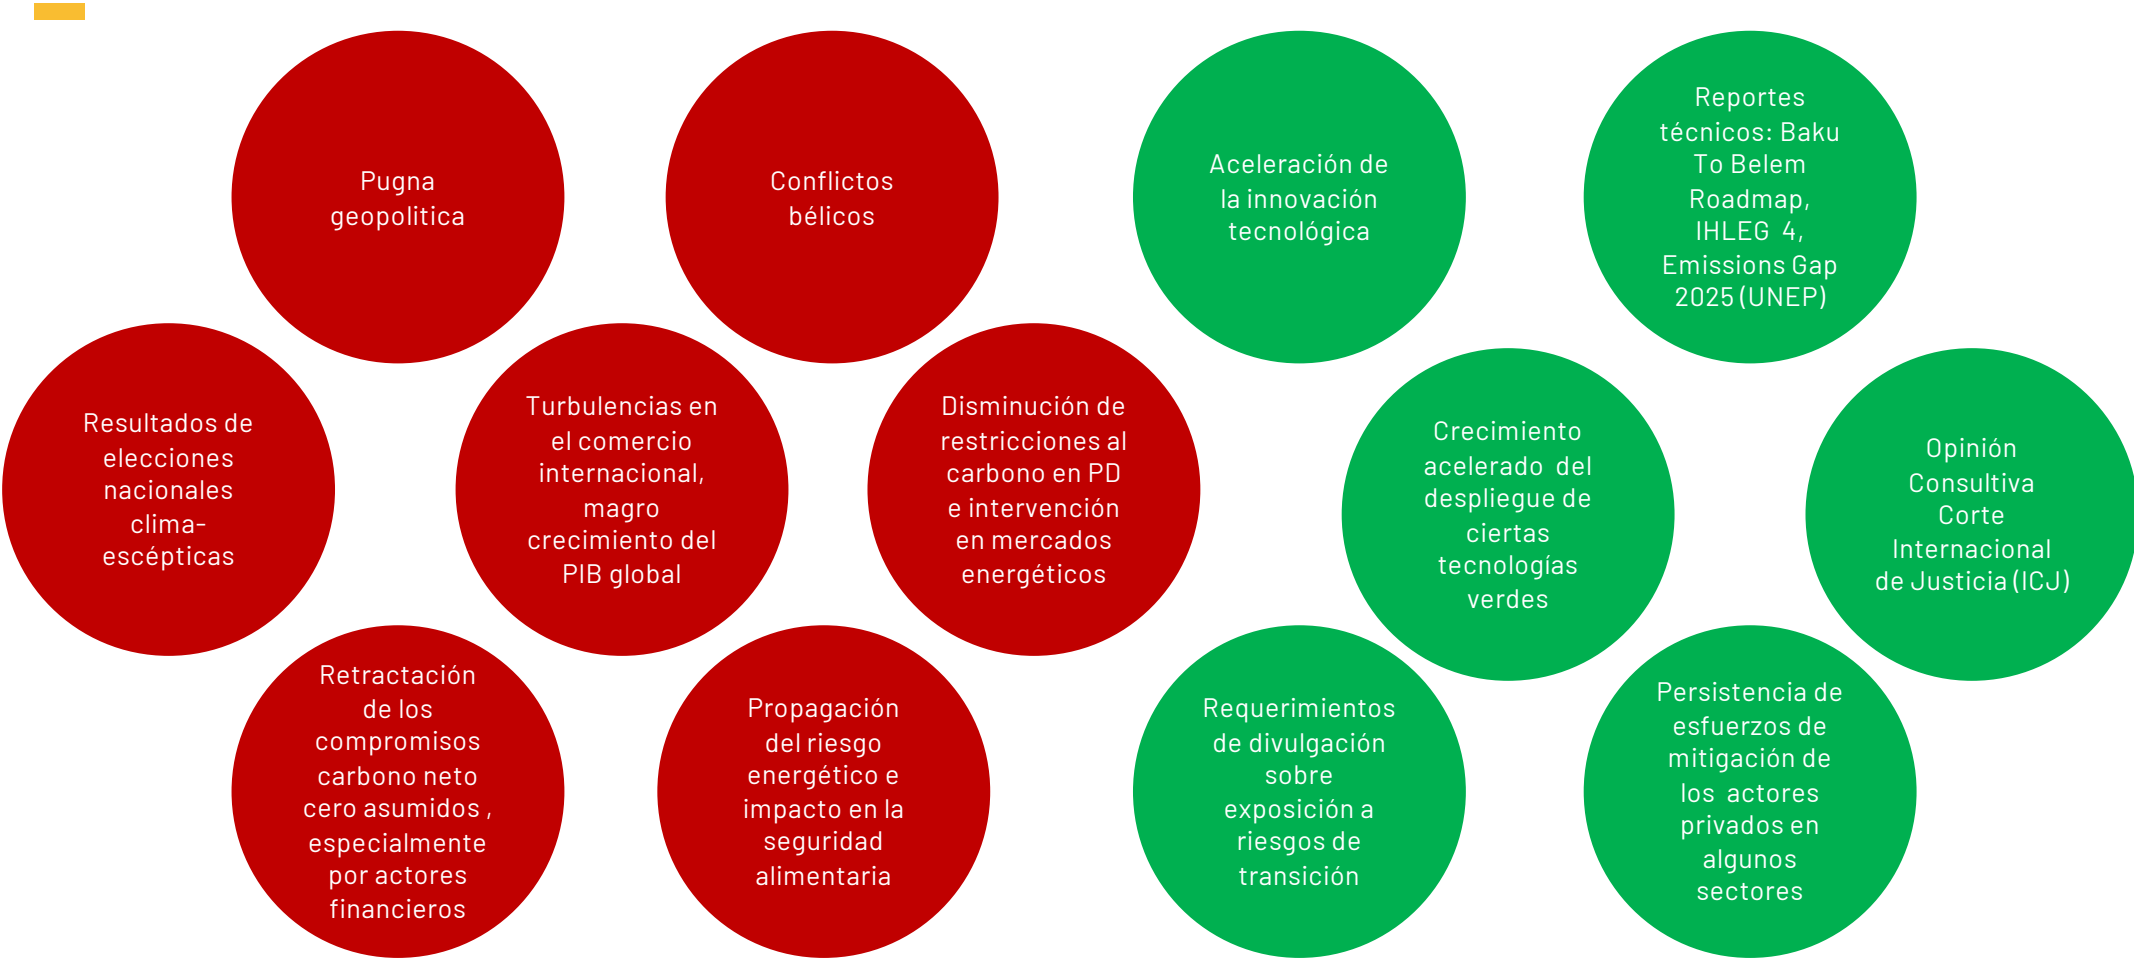 Pugna
geopolitica
Conflictos
bélicos
Aceleración de
la innovación
tecnológica
Reportes
técnicos: Baku
To Belem
Roadmap,
IHLEG 4,
Emissions Gap
2025 (UNEP)
Resultados de
elecciones
nacionales
clima-
escépticas
Turbulencias en
el comercio
internacional,
magro
crecimiento del
PIB global
Disminución de
restricciones al
carbono en PD
e intervención
en mercados
energéticos
Crecimiento
acelerado del
despliegue de
ciertas
tecnologías
verdes
Opinión
Consultiva
Corte
Internacional
de Justicia (ICJ)
Retractación
de los
compromisos
carbono neto
cero asumidos ,
especialmente
por actores
financieros
Propagación
del riesgo
energético e
impacto en la
seguridad
alimentaria
Requerimientos
de divulgación
sobre
exposición a
riesgos de
transición
Persistencia de
esfuerzos de
mitigación de
los actores
privados en
algunos
sectores